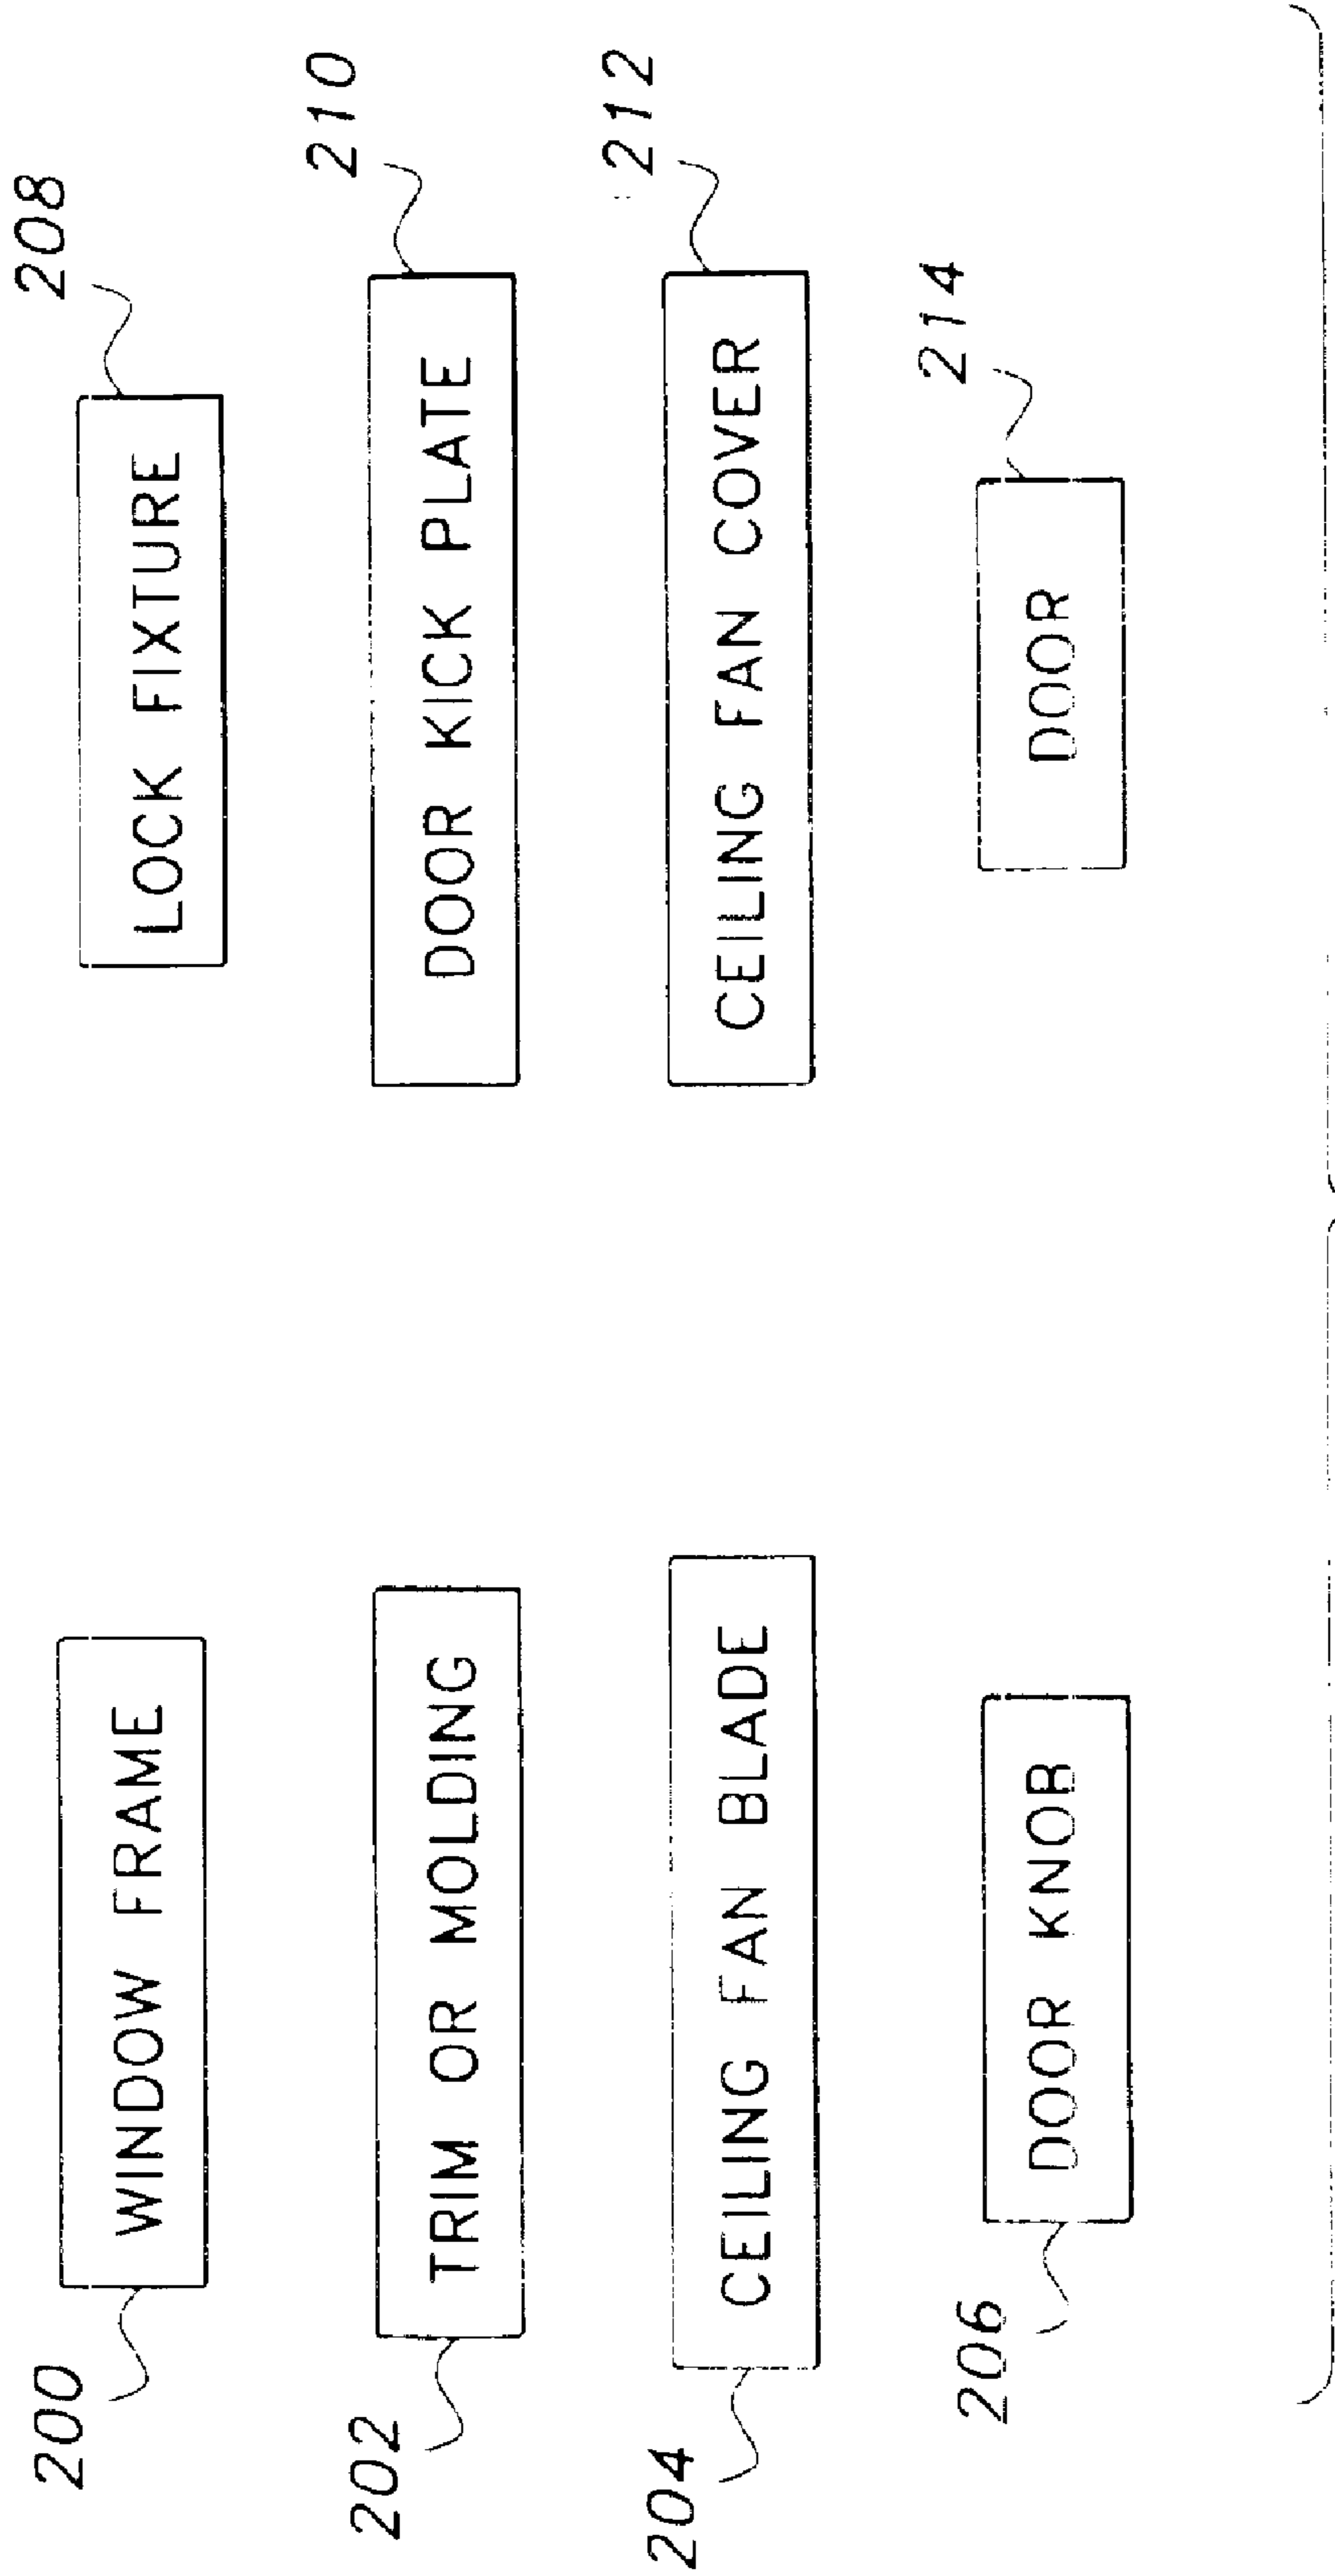 200
WINDOW FRAME
202
TRIM OR MOLDING
204
CEILING FAN BLADE
206
DOOR KNOB
LOCK FIXTURE
208
DOOR KICK PLATE
210
CEILING FAN COVER
212
DOOR
214